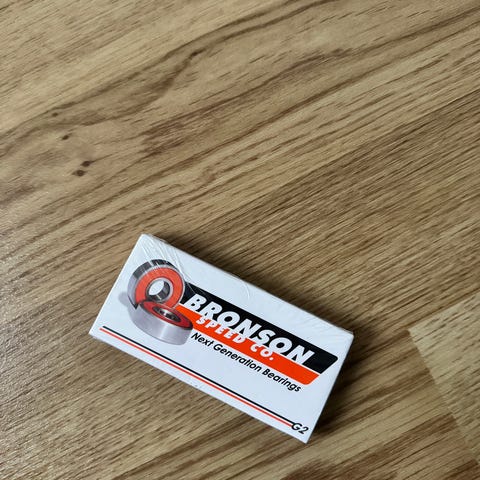 BRONSON
SPEED CO.
Next Generation Bearings
G2